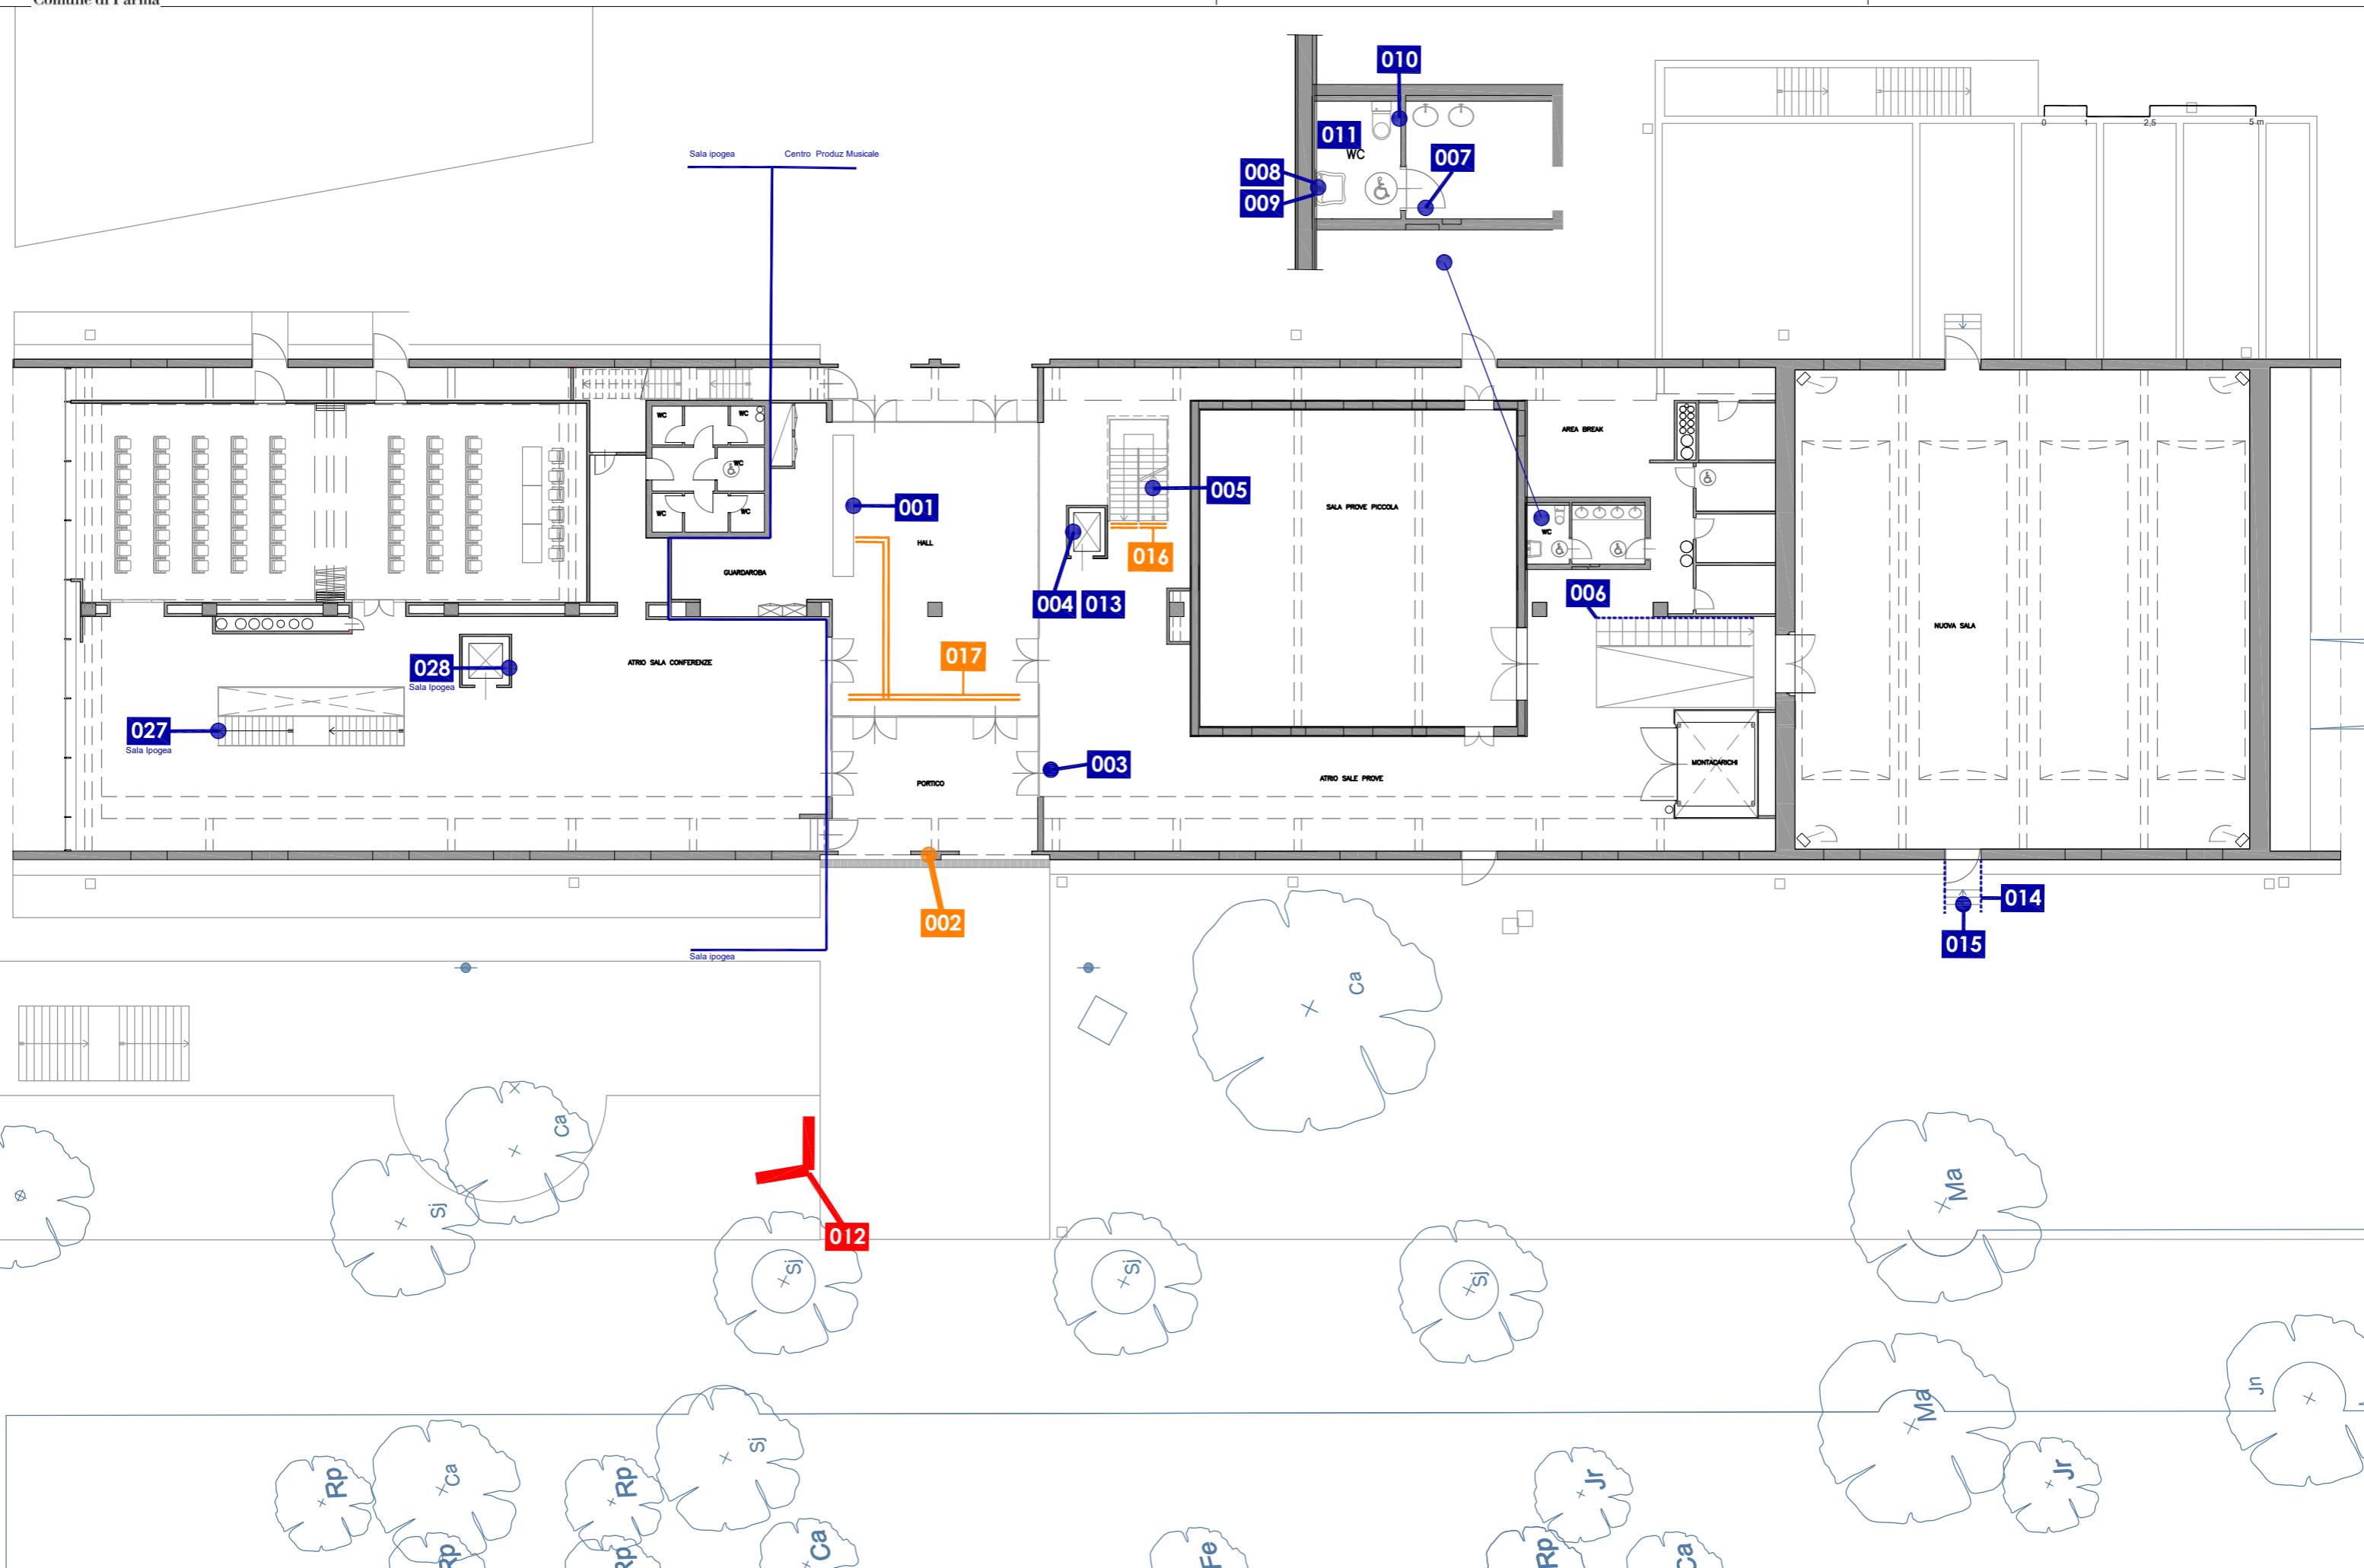 Comune di Parma
010
011
WC
007
008
009
0 1 2,5 5 m
Sala ipogea Centro Produz Musicale
WC WC
WC
WC WC
001
HALL
GUARDAROBA
005
016
004 013
SALA PROVE PICCOLA
AREA BREAK
WC
006
NUOVA SALA
017
028
Sala Ipogea
ATRIO SALA CONFERENZE
027
Sala Ipogea
003
PORTICO
ATRIO SALE PROVE
MONTACARICHI
002
014
015
Sala ipogea
Ca
Ca
Sj
Ma
012
Sj
Sj
Sj
Ma
Jn
Sj
Rp
Ca
Rp
Jr
Jr
Rp
Rp
Ca
Fe
Rp
Ca